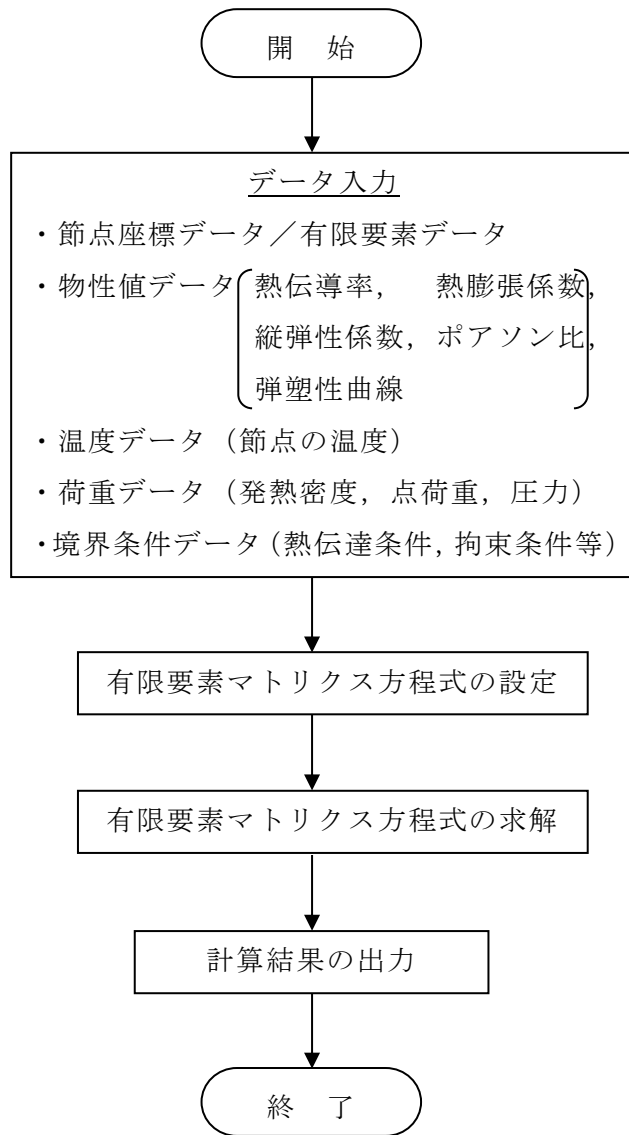 開　始
データ入力
・節点座標データ／有限要素データ
・物性値データ 熱伝導率，　熱膨張係数，
縦弾性係数，ポアソン比，
弾塑性曲線
・温度データ（節点の温度）
・荷重データ（発熱密度，点荷重，圧力）
・境界条件データ（熱伝達条件，拘束条件等）
有限要素マトリクス方程式の設定
有限要素マトリクス方程式の求解
計算結果の出力
終　了